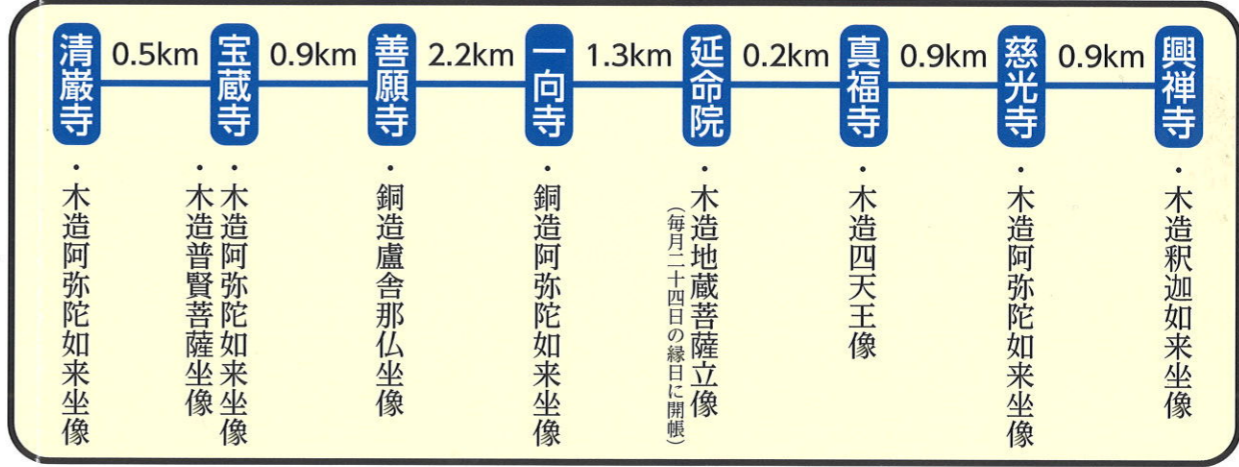 清巌寺
0.5km
宝蔵寺
0.9km
善願寺
2.2km
一向寺
1.3km
延命院
0.2km
真福寺
0.9km
慈光寺
0.9km
興禅寺
・木造阿弥陀如来坐像
・木造阿弥陀如来坐像
・木造普賢菩薩坐像
・銅造盧舎那仏坐像
・銅造阿弥陀如来坐像
・木造地蔵菩薩立像
(毎月二十四日の縁日に開帳)
・木造四天王像
・木造阿弥陀如来坐像
・木造釈迦如来坐像